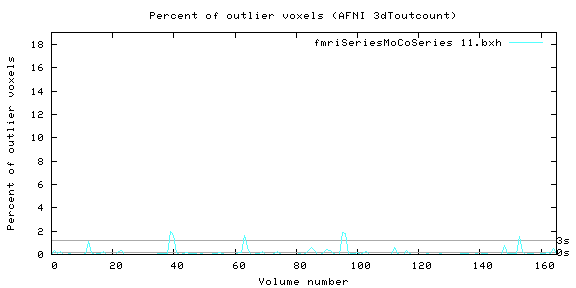 Percent of outlier voxels (AFNI 3dToutcount)
fmriSeriesMoCoSeries 11.bxh
Percent of outlier voxels
18
16
14
12
10
8
6
4
2
0
3s
0s
0 20 40 60 80 100 120 140 160
Volume number